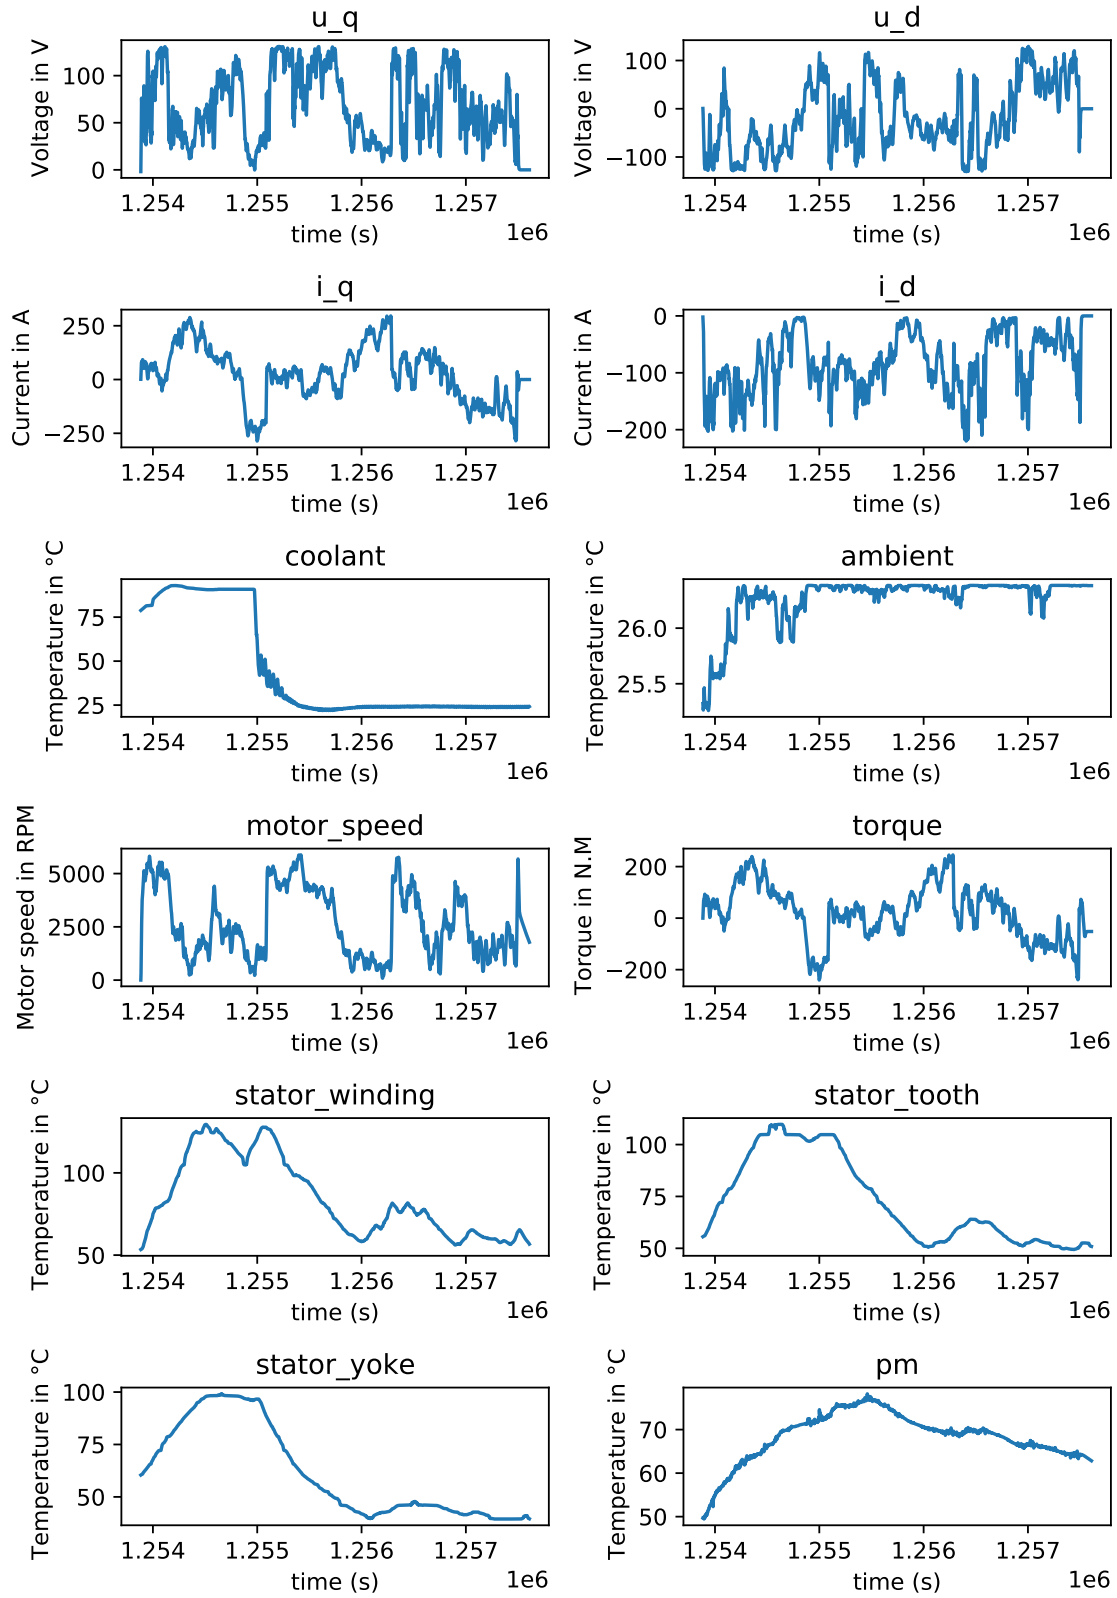 u_q
Voltage in V
100
50
0
1.254 1.255 1.256 1.257
time (s)
1e6
u_d
Voltage in V
100
0
−100
1.254 1.255 1.256 1.257
time (s)
1e6
i_q
Current in A
250
0
−250
1.254 1.255 1.256 1.257
time (s)
1e6
i_d
Current in A
0
−100
−200
1.254 1.255 1.256 1.257
time (s)
1e6
coolant
Temperature in °C
75
50
25
1.254 1.255 1.256 1.257
time (s)
1e6
ambient
Temperature in °C
26.0
25.5
1.254 1.255 1.256 1.257
time (s)
1e6
motor_speed
Motor speed in RPM
5000
2500
0
1.254 1.255 1.256 1.257
time (s)
1e6
torque
Torque in N.M
200
0
−200
1.254 1.255 1.256 1.257
time (s)
1e6
stator_winding
Temperature in °C
100
50
1.254 1.255 1.256 1.257
time (s)
1e6
stator_tooth
Temperature in °C
100
75
50
1.254 1.255 1.256 1.257
time (s)
1e6
stator_yoke
Temperature in °C
100
75
50
1.254 1.255 1.256 1.257
time (s)
1e6
pm
Temperature in °C
70
60
50
1.254 1.255 1.256 1.257
time (s)
1e6